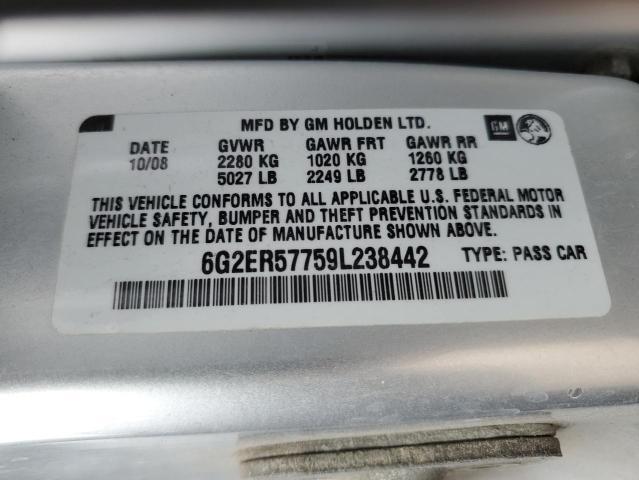 MFD BY GM HOLDEN LTD.
GM
DATE GVWR GAWR FRT GAWR RR
10/08 2280 KG 1020 KG 1260 KG
5027 LB 2249 LB 2778 LB
THIS VEHICLE CONFORMS TO ALL APPLICABLE U.S. FEDERAL MOTOR
VEHICLE SAFETY, BUMPER AND THEFT PREVENTION STANDARDS IN
EFFECT ON THE DATE OF MANUFACTURE SHOWN ABOVE.
6G2ER57759L238442 TYPE: PASS CAR